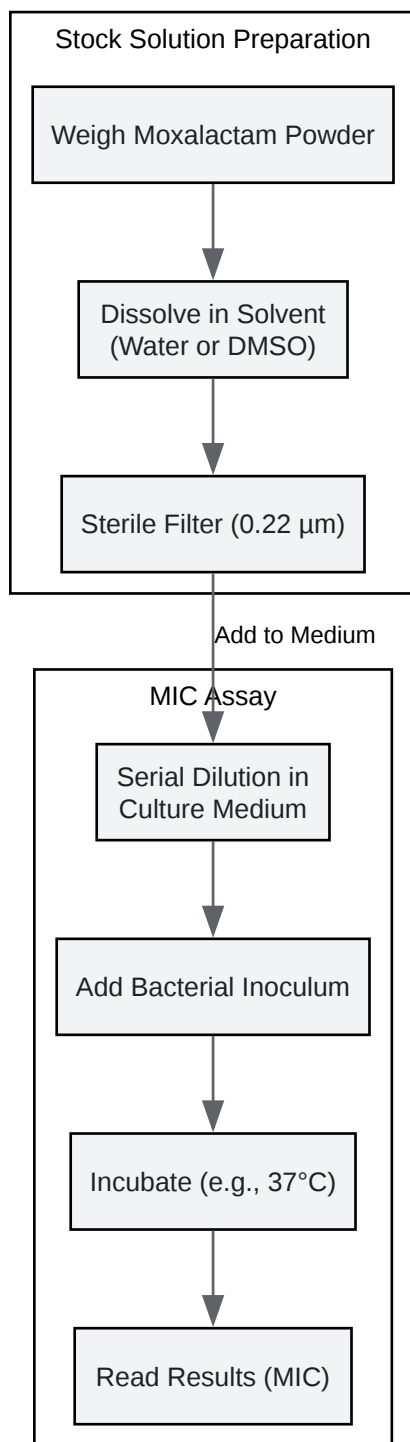 Stock Solution Preparation
Weigh Moxalactam Powder
Dissolve in Solvent
(Water or DMSO)
Sterile Filter (0.22 µm)
Add to Medium
MIC Assay
Serial Dilution in
Culture Medium
Add Bacterial Inoculum
Incubate (e.g., 37°C)
Read Results (MIC)